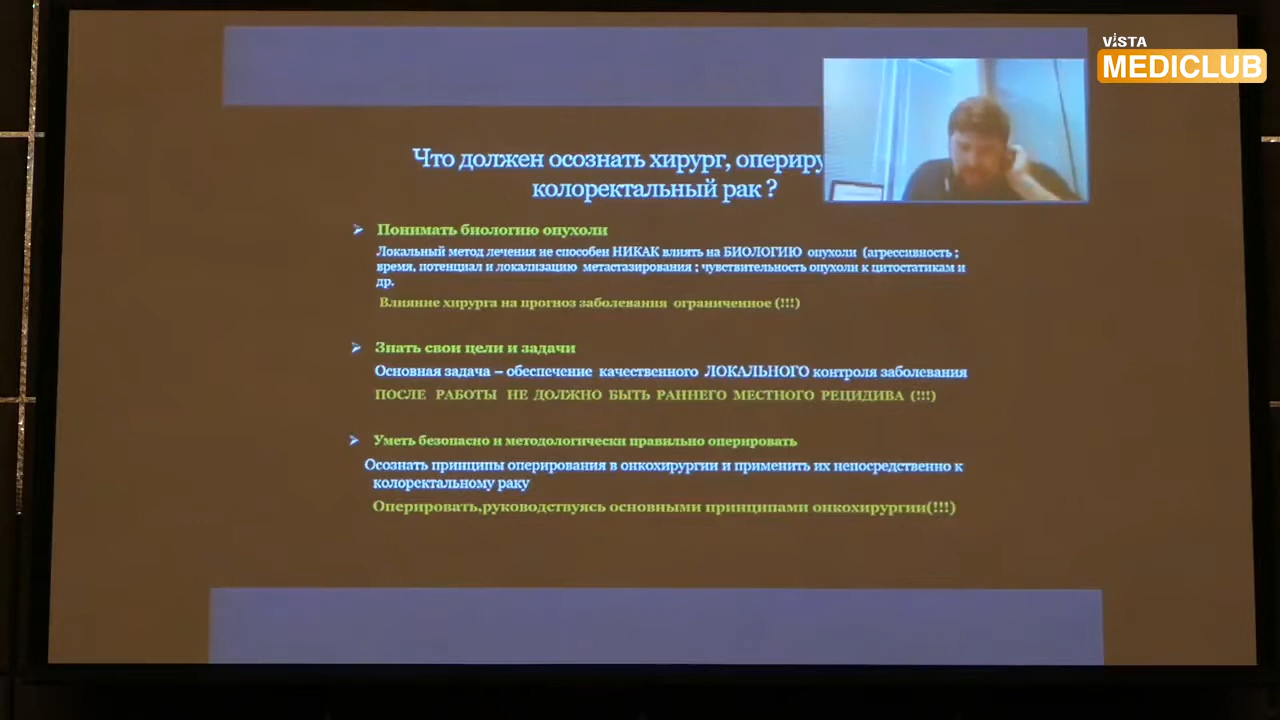 VISTA
MEDICLUB
Что должен осознать хирург,
колоректальный рак ?
Понимать биологию опухоли
Локальный метод лечения не способен НИКАК влиять на БИОЛОГИЮ опухоли (агрессивность ;
время, потенциал и локализацию метастазирования ; чувствительность опухоли к цитостатикам и
др.
Влияние хирурга на прогноз заболевания ограниченное (!!!)
Знать свои цели и задачи
Основная задача – обеспечение качественного ЛОКАЛЬНОГО контроля заболевания
ПОСЛЕ РАБОТЫ НЕ ДОЛЖНО БЫТЬ РАННЕГО МЕСТНОГО РЕЦИДИВА (!!!)
Уметь безопасно и методологически правильно оперировать
Осознать принципы оперирования в онкохирургии и применить их непосредственно к
колоректальному раку
Оперировать,руководствуясь основными принципами онкохирургии(!!!)